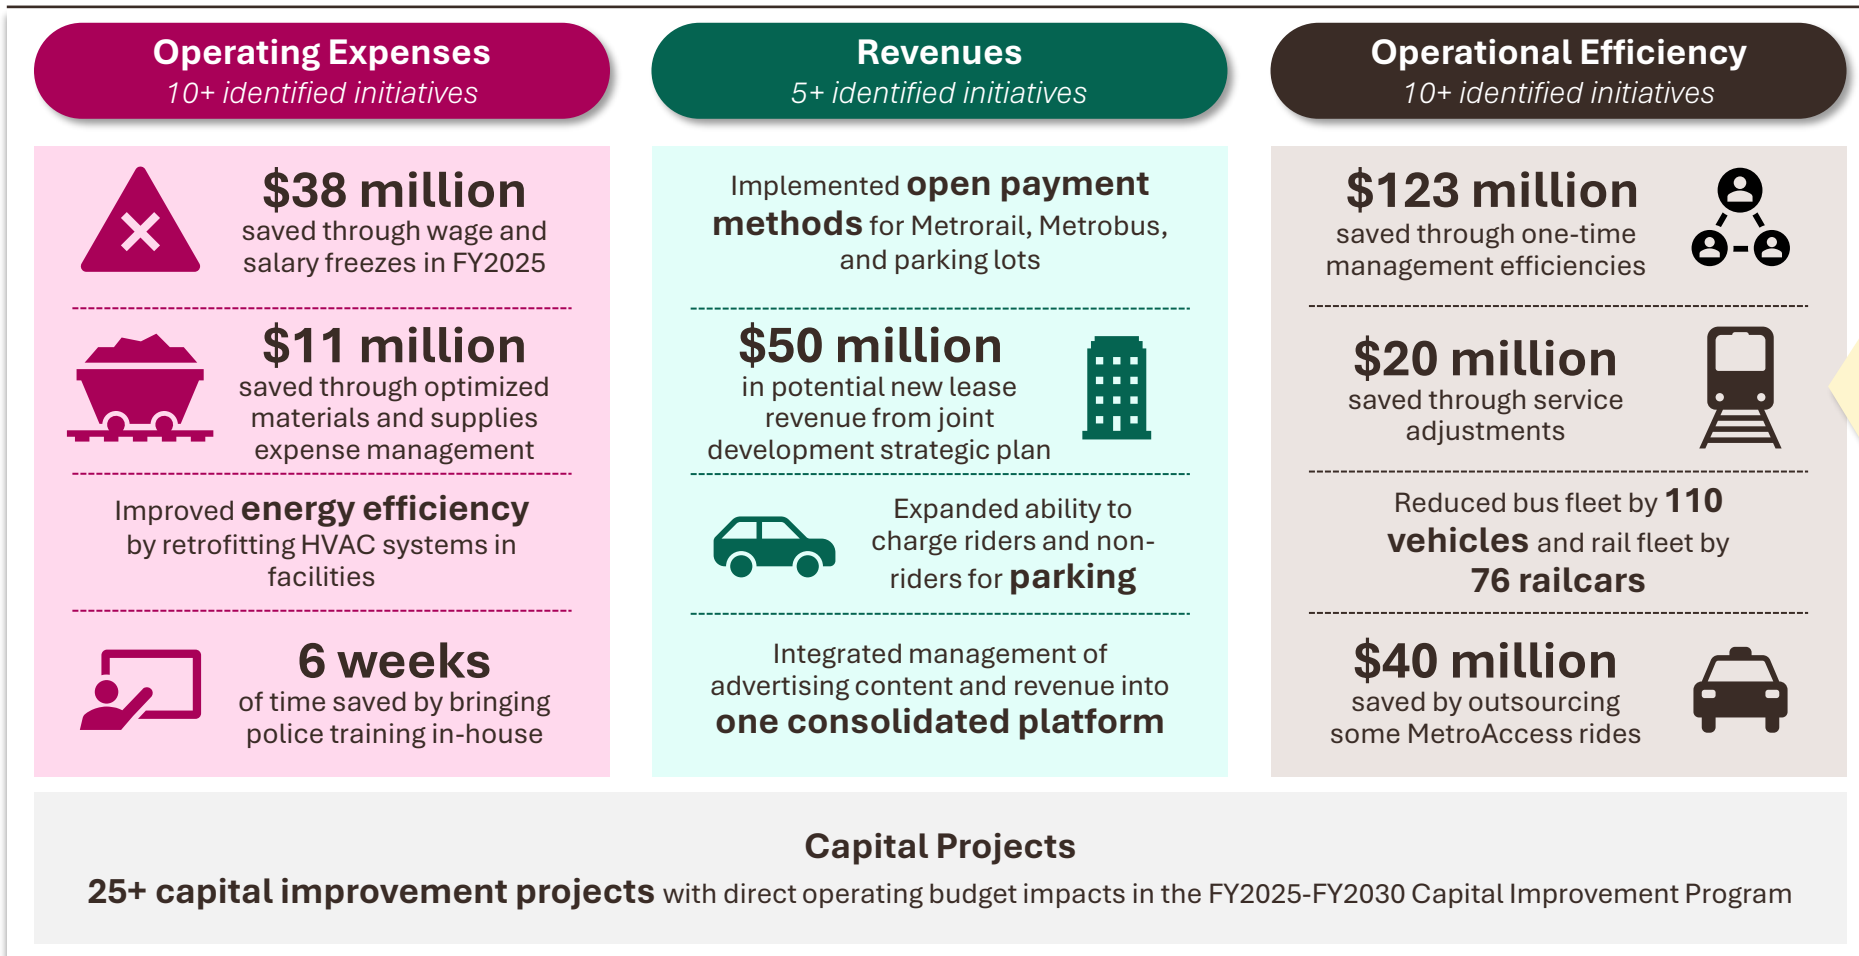 Operating Expenses
10+ identified initiatives
$38 million
saved through wage and
salary freezes in FY2025
$11 million
saved through optimized
materials and supplies
expense management
Improved energy efficiency
by retrofitting HVAC systems in
facilities
6 weeks
of time saved by bringing
police training in-house
Revenues
5+ identified initiatives
Implemented open payment
methods for Metrorail, Metrobus,
and parking lots
$50 million
in potential new lease
revenue from joint
development strategic plan
Expanded ability to
charge riders and non-
riders for parking
Integrated management of
advertising content and revenue into
one consolidated platform
Operational Efficiency
10+ identified initiatives
$123 million
saved through one-time
management efficiencies
$20 million
saved through service
adjustments
Reduced bus fleet by 110
vehicles and rail fleet by
76 railcars
$40 million
saved by outsourcing
some MetroAccess rides
Capital Projects
25+ capital improvement projects with direct operating budget impacts in the FY2025-FY2030 Capital Improvement Program